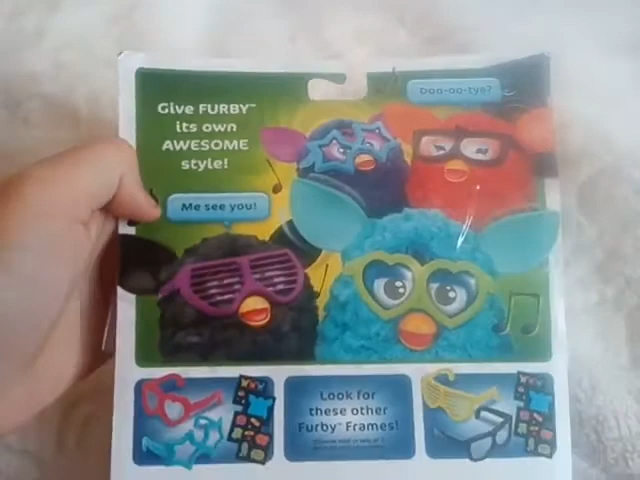 Give FURBY™
its own
AWESOME
style!
Doo-oo-tye?
Me see you!
Look for
these other
Furby™ Frames!